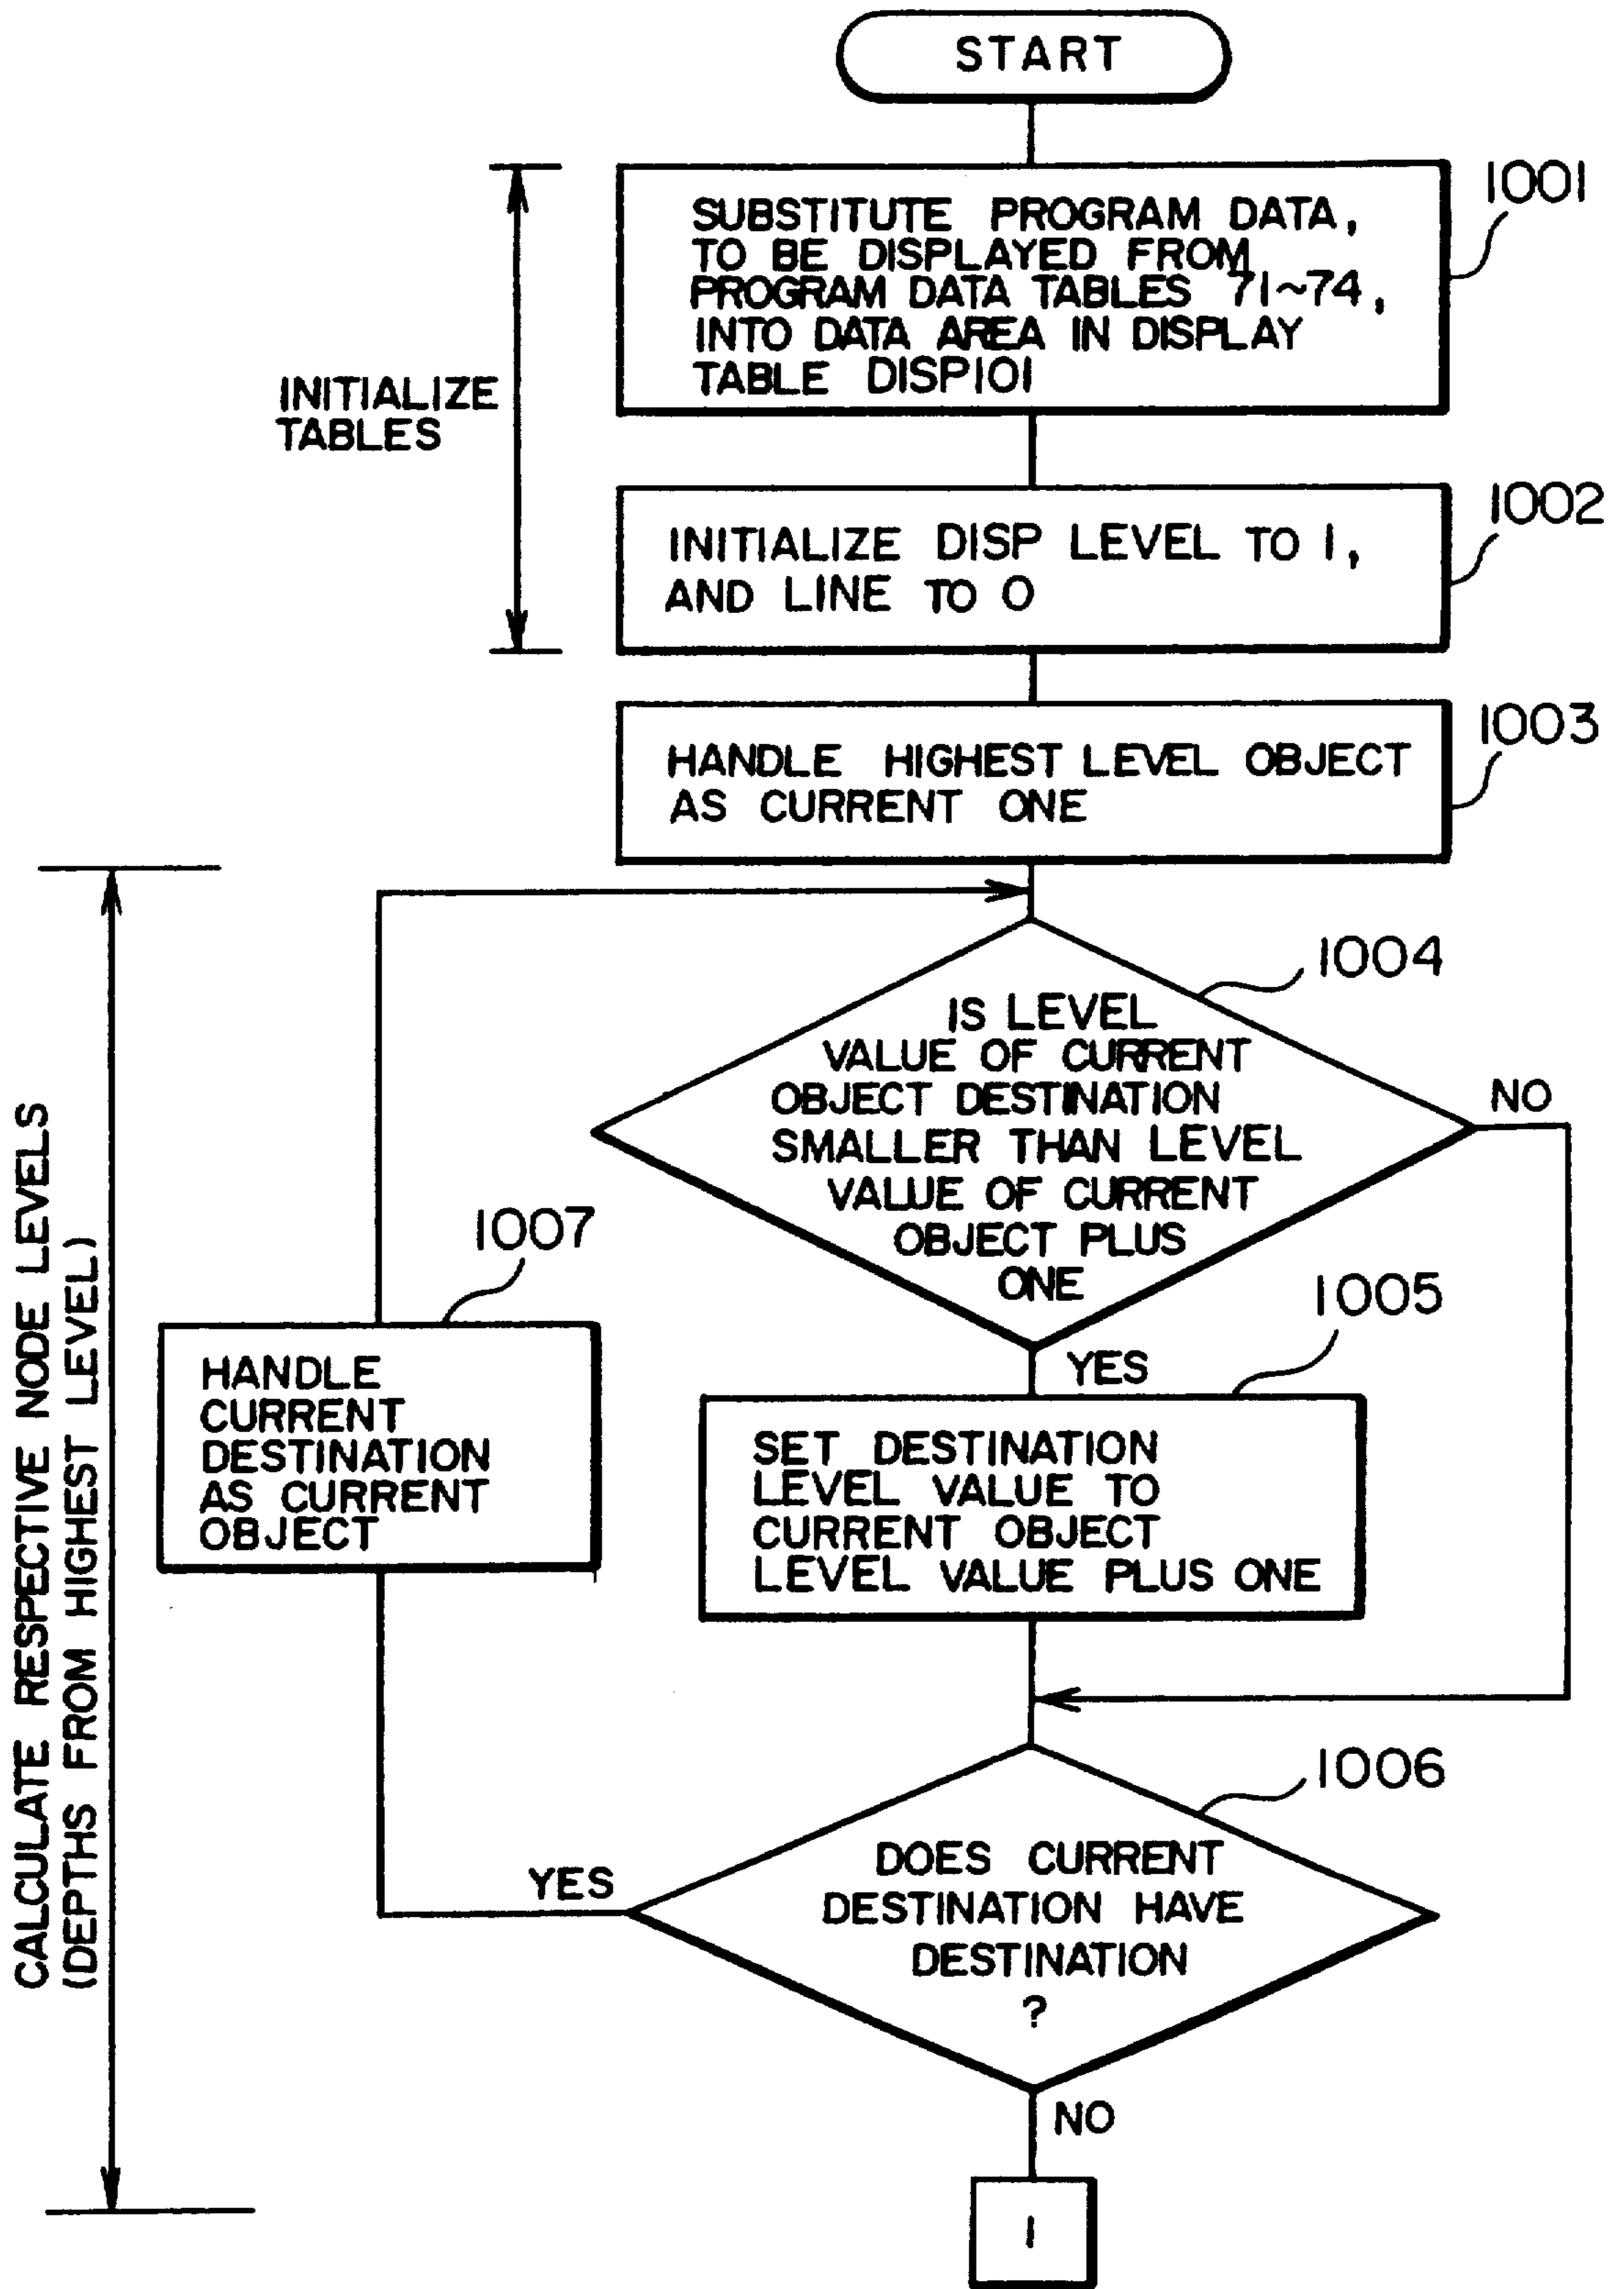 START
1001
SUBSTITUTE PROGRAM DATA,
TO BE DISPLAYED FROM
PROGRAM DATA TABLES 71~74,
INTO DATA AREA IN DISPLAY
TABLE DISP101
INITIALIZE
TABLES
1002
INITIALIZE DISP LEVEL TO 1,
AND LINE TO 0
1003
HANDLE HIGHEST LEVEL OBJECT
AS CURRENT ONE
1004
IS LEVEL
VALUE OF CURRENT
OBJECT DESTINATION
SMALLER THAN LEVEL
VALUE OF CURRENT
OBJECT PLUS
ONE
NO
YES
1005
SET DESTINATION
LEVEL VALUE TO
CURRENT OBJECT
LEVEL VALUE PLUS ONE
1007
HANDLE
CURRENT
DESTINATION
AS CURRENT
OBJECT
CALCULATE RESPECTIVE NODE LEVELS
(DEPTHS FROM HIGHEST LEVEL)
1006
DOES CURRENT
DESTINATION HAVE
DESTINATION
?
YES
NO
1